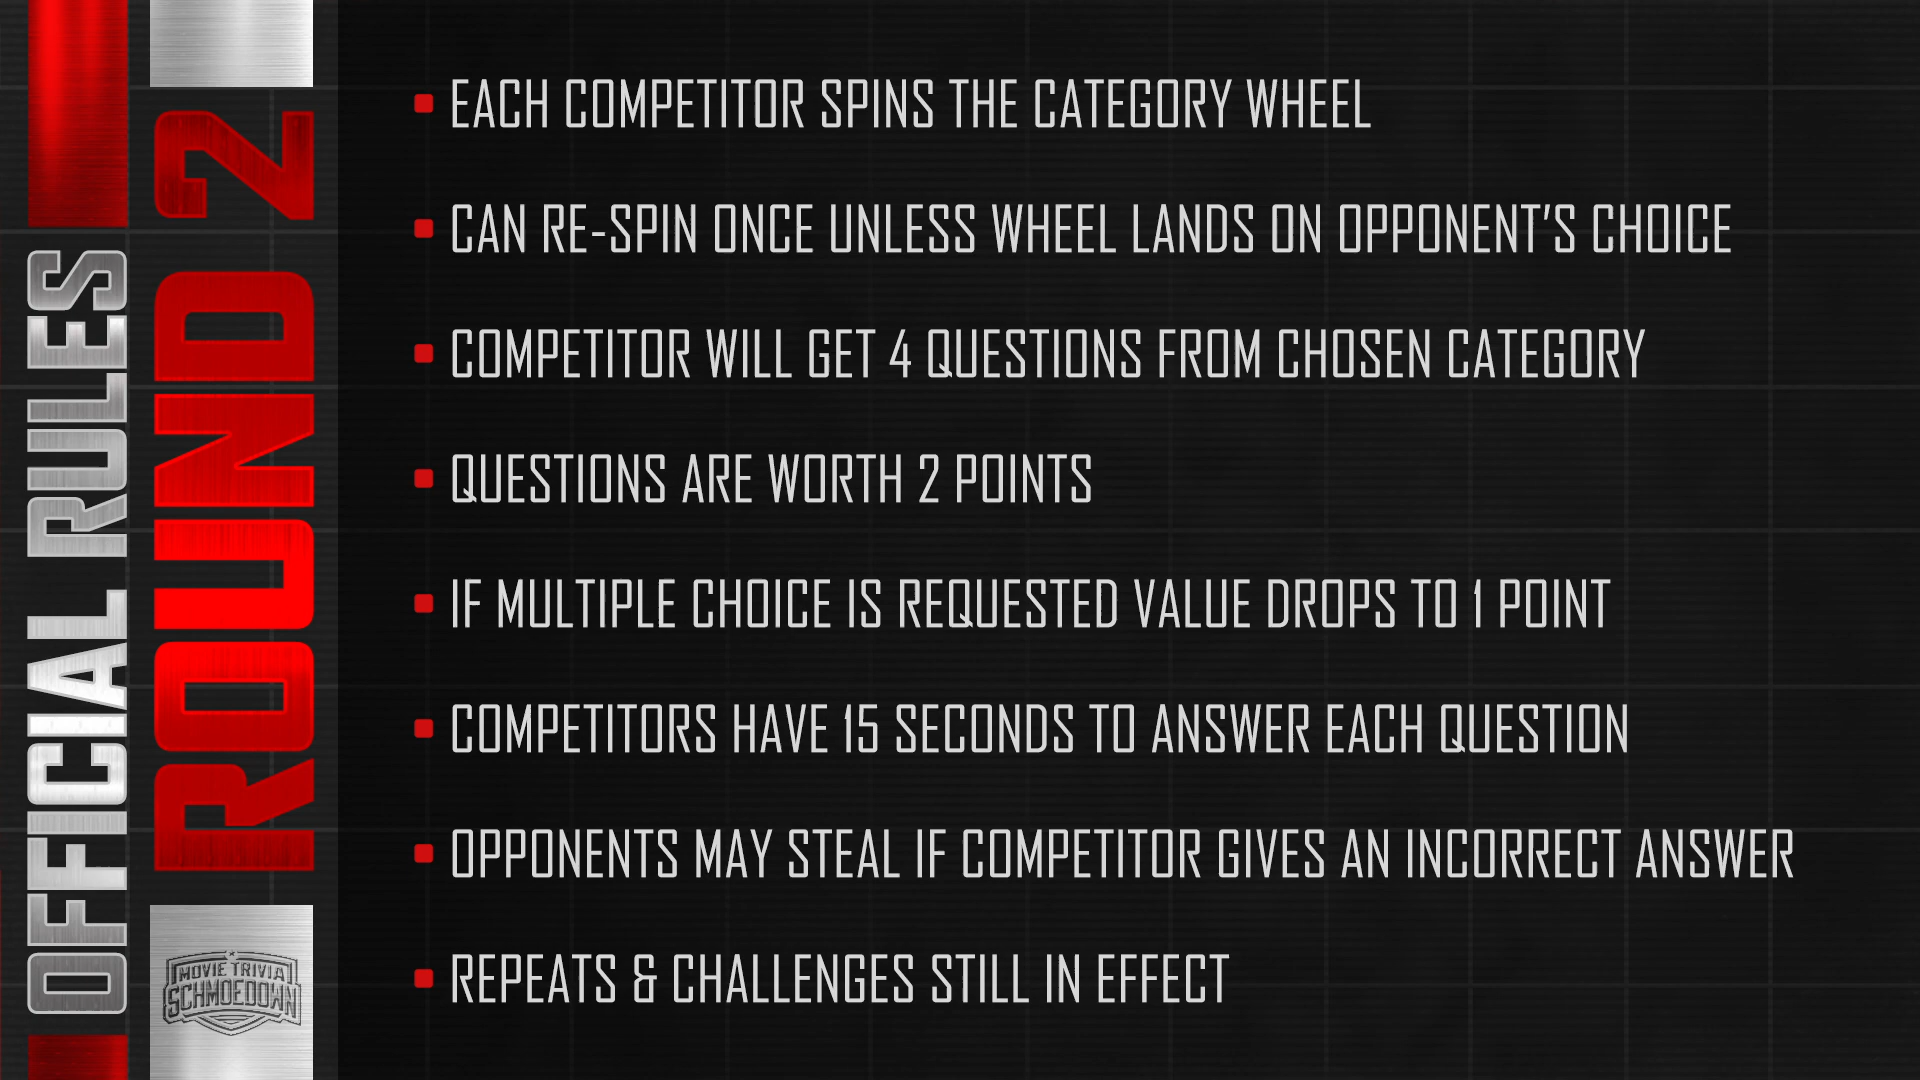 OFFICIAL RULES
ROUND 2
EACH COMPETITOR SPINS THE CATEGORY WHEEL
CAN RE-SPIN ONCE UNLESS WHEEL LANDS ON OPPONENT'S CHOICE
COMPETITOR WILL GET 4 QUESTIONS FROM CHOSEN CATEGORY
QUESTIONS ARE WORTH 2 POINTS
IF MULTIPLE CHOICE IS REQUESTED VALUE DROPS TO 1 POINT
COMPETITORS HAVE 15 SECONDS TO ANSWER EACH QUESTION
OPPONENTS MAY STEAL IF COMPETITOR GIVES AN INCORRECT ANSWER
REPEATS & CHALLENGES STILL IN EFFECT
MOVIE TRIVIA
SCHMOEDOWN